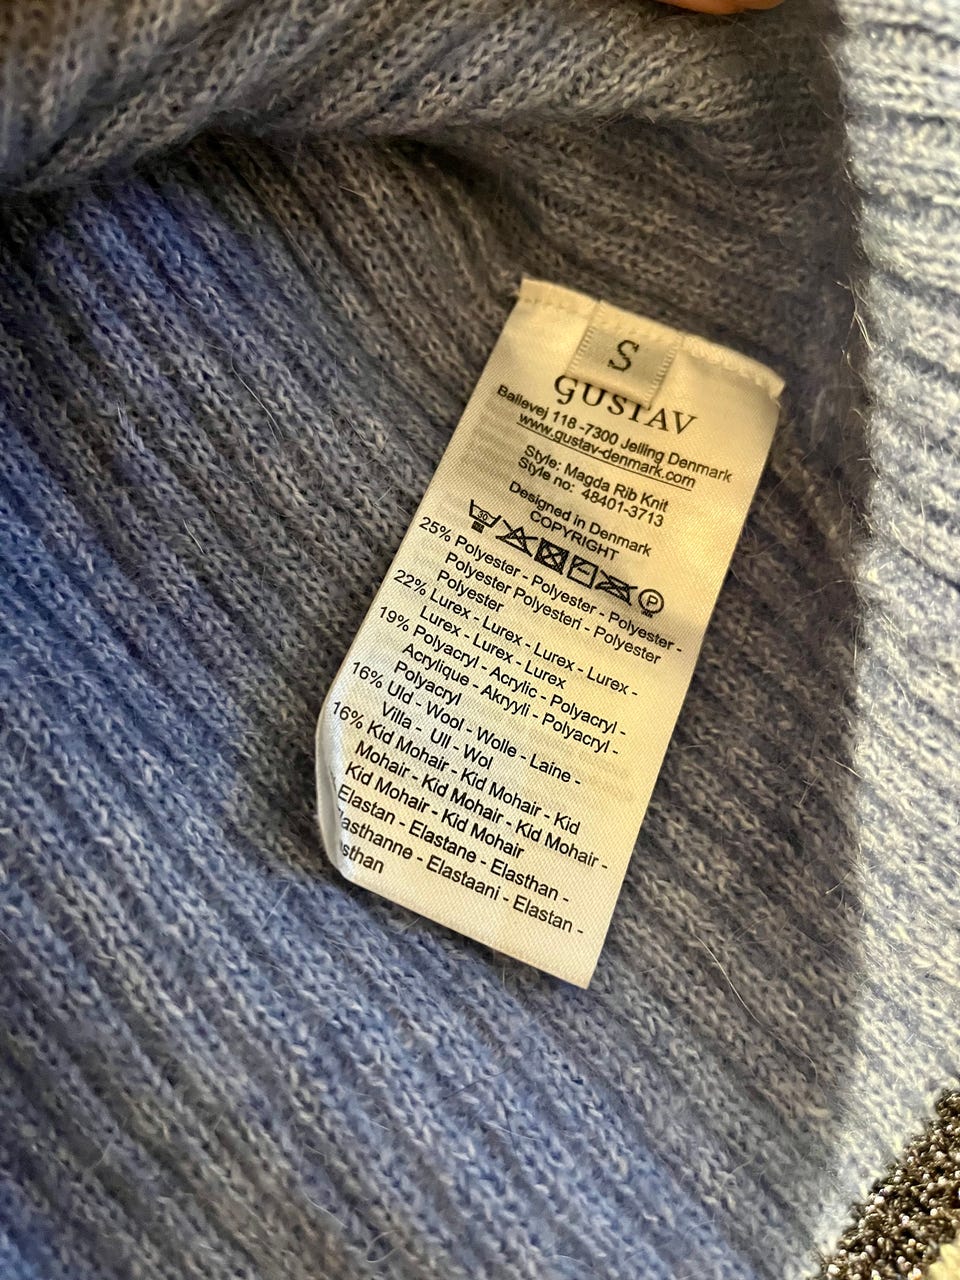 S
GUSTAV
Ballevej 118 -7300 Jelling Denmark
www.gustav-denmark.com
Style: Magda Rib Knit
Style no: 48401-3713
Designed in Denmark
COPYRIGHT
30 P
25% Polyester - Polyester - Polyester -
Polyester Polyesteri - Polyester
Polyester
22% Lurex - Lurex - Lurex - Lurex -
Lurex - Lurex - Lurex
19% Polyacryl - Acrylic - Polyacryl -
Acrylique - Akryyli - Polyacryl -
Polyacryl
16% Uld - Wool - Wolle - Laine -
Villa - Ull - Wol
16% Kid Mohair - Kid Mohair - Kid
Mohair - Kid Mohair - Kid Mohair -
Kid Mohair - Kid Mohair
Elastan - Elastane - Elasthan -
lasthanne - Elastaani - Elastan -
sthan